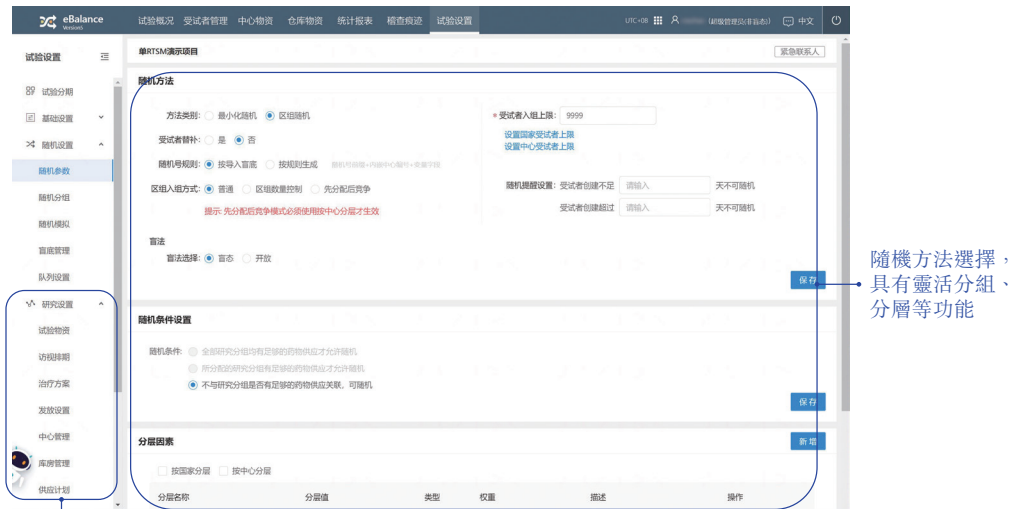 eBalance
试验概况 受试者管理 中心物资 仓库物资 统计报表 稽查痕迹 试验设置
UTC+08
(超级管理员(非盲态))
中文
试验设置
单RTSM演示项目
紧急联系人
试验分期
基础设置
随机设置
随机参数
随机分组
随机模拟
盲底管理
队列设置
研究设置
试验物资
访视排期
治疗方案
发放设置
中心管理
库房管理
供应计划
随机方法
方法类别: 最小化随机 区组随机
受试者替补: 是 否
随机号规则: 按导入盲底 按规则生成
区组入组方式: 普通 区组数量控制 先分配后竞争
提示: 先分配后竞争模式必须使用按中心分层才生效
* 受试者入组上限: 9999
设置国家受试者上限
设置中心受试者上限
随机提醒设置: 受试者创建不足 请输入 天不可随机
受试者创建超过 请输入 天不可随机
盲法
盲法选择: 盲态 开放
保存
随机条件设置
随机条件: 全部研究分组均有足够的药物供应才允许随机
所分配的研究分组有足够的药物供应才允许随机
不与研究分组是否有足够的药物供应关联，可随机
保存
分层因素
新增
按国家分层 按中心分层
分层名称 分层值 类型 权重 描述 操作
隨機方法選擇，
具有靈活分組、
分層等功能